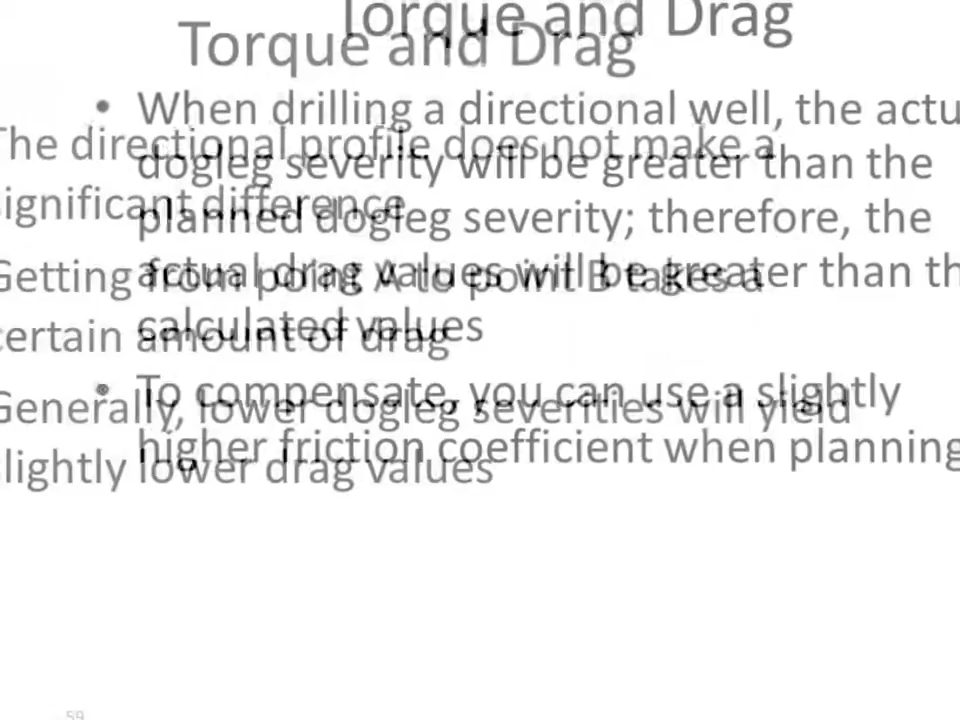 Torque and Drag
Torque and Drag
When drilling a directional well, the actu
dogleg severity will be greater than the
planned dogleg severity; therefore, the
actual drag values will be greater than th
calculated values
To compensate, you can use a slightly
higher friction coefficient when planning
The directional profile does not make a
ignificant difference
Getting from point A to point B takes a
certain amount of drag
Generally, lower dogleg severities will yield
lightly lower drag values
59